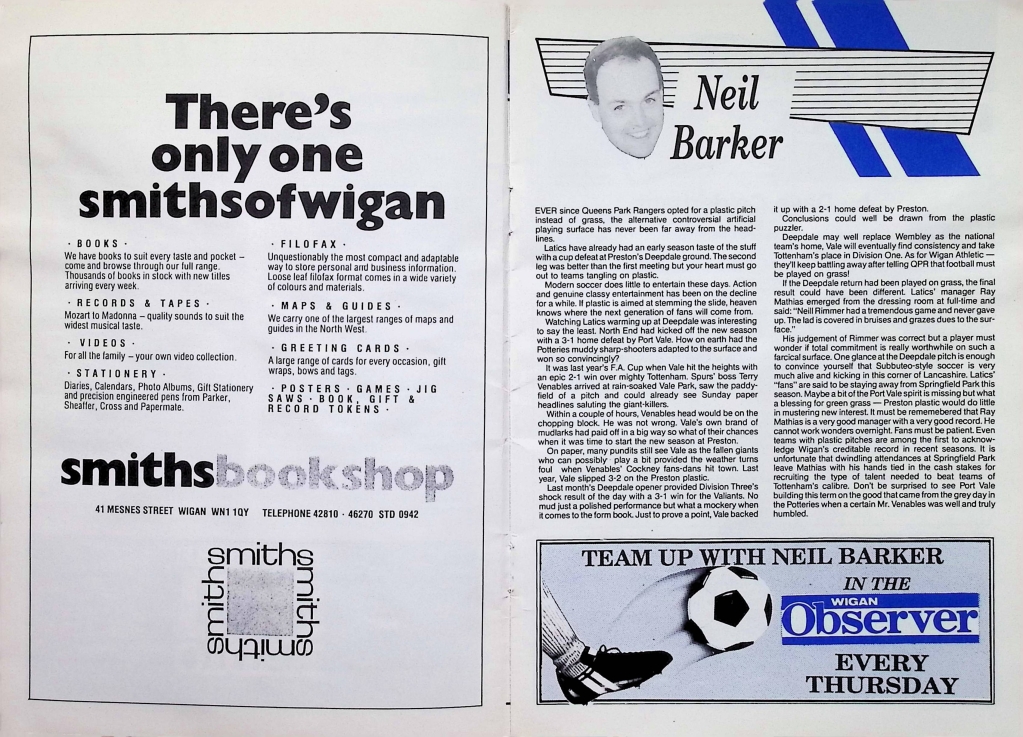 There's
only one
smithsofwigan
· BOOKS ·
We have books to suit every taste and pocket –
come and browse through our full range.
Thousands of books in stock with new titles
arriving every week.
· RECORDS & TAPES ·
Mozart to Madonna – quality sounds to suit the
widest musical taste.
· VIDEOS ·
For all the family – your own video collection.
· STATIONERY ·
Diaries, Calendars, Photo Albums, Gift Stationery
and precision engineered pens from Parker,
Sheaffer, Cross and Papermate.
· FILOFAX ·
Unquestionably the most compact and adaptable
way to store personal and business information.
Loose leaf filofax format comes in a wide variety
of colours and materials.
· MAPS & GUIDES ·
We carry one of the largest ranges of maps and
guides in the North West.
· GREETING CARDS ·
A large range of cards for every occasion, gift
wraps, bows and tags.
· POSTERS · GAMES · JIG
SAWS · BOOK, GIFT &
RECORD TOKENS ·
smithsbookshop
41 MESNES STREET WIGAN WN1 1QY TELEPHONE 42810 · 46270 STD 0942
smiths
smiths
smiths
smiths
Neil
Barker
EVER since Queens Park Rangers opted for a plastic pitch
instead of grass, the alternative controversial artificial
playing surface has never been far away from the head-
lines.
Latics have already had an early season taste of the stuff
with a cup defeat at Preston's Deepdale ground. The second
leg was better than the first meeting but your heart must go
out to teams tangling on plastic.
Modern soccer does little to entertain these days. Action
and genuine classy entertainment has been on the decline
for a while. If plastic is aimed at stemming the slide, heaven
knows where the next generation of fans will come from.
Watching Latics warming up at Deepdale was interesting
to say the least. North End had kicked off the new season
with a 3-1 home defeat by Port Vale. How on earth had the
Potteries muddy sharp-shooters adapted to the surface and
won so convincingly?
It was last year's F.A. Cup when Vale hit the heights with
an epic 2-1 win over mighty Tottenham. Spurs' boss Terry
Venables arrived at rain-soaked Vale Park, saw the paddy-
field of a pitch and could already see Sunday paper
headlines saluting the giant-killers.
Within a couple of hours, Venables head would be on the
chopping block. He was not wrong. Vale's own brand of
mudlarks had paid off in a big way so what of their chances
when it was time to start the new season at Preston.
On paper, many pundits still see Vale as the fallen giants
who can possibly play a bit provided the weather turns
foul when Venables' Cockney fans-dans hit town. Last
year, Vale slipped 3-2 on the Preston plastic.
Last month's Deepdale opener provided Division Three's
shock result of the day with a 3-1 win for the Valiants. No
mud just a polished performance but what a mockery when
it comes to the form book. Just to prove a point, Vale backed
it up with a 2-1 home defeat by Preston.
Conclusions could well be drawn from the plastic
puzzler.
Deepdale may well replace Wembley as the national
team's home, Vale will eventually find consistency and take
Tottenham's place in Division One. As for Wigan Athletic —
they'll keep battling away after telling QPR that football must
be played on grass!
If the Deepdale return had been played on grass, the final
result could have been different. Latics' manager Ray
Mathias emerged from the dressing room at full-time and
said: "Neill Rimmer had a tremendous game and never gave
up. The lad is covered in bruises and grazes due to the sur-
face."
His judgement of Rimmer was correct but a player must
wonder if total commitment is really worthwhile on such a
farcical surface. One glance at the Deepdale pitch is enough
to convince yourself that Subbuteo-style soccer is very
much alive and kicking in this corner of Lancashire. Latics'
"fans" are said to be staying away from Springfield Park this
season. Maybe a bit of the Port Vale spirit is missing but what
a blessing for green grass — Preston plastic would do little
in mustering new interest. It must be rememebered that Ray
Mathias is a very good manager with a very good record. He
cannot work wonders overnight. Fans must be patient. Even
teams with plastic pitches are among the first to acknow-
ledge Wigan's creditable record in recent seasons. It is
unfortunate that dwindling attendances at Springfield Park
leave Mathias with his hands tied in the cash stakes for
recruiting the type of talent needed to beat teams of
Tottenham's calibre. Don't be surprised to see Port Vale
building this term on the good that came from the grey day in
the Potteries when a certain Mr. Venables was well and truly
humbled.
TEAM UP WITH NEIL BARKER
IN THE
WIGAN
Observer
EVERY
THURSDAY